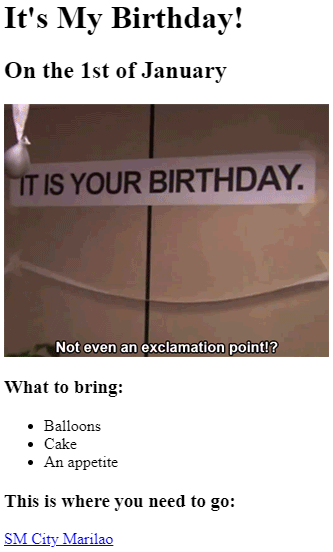 It's My Birthday!
On the 1st of January
IT IS YOUR BIRTHDAY.
Not even an exclamation point!?
What to bring:
Balloons
Cake
An appetite
This is where you need to go:
SM City Marilao